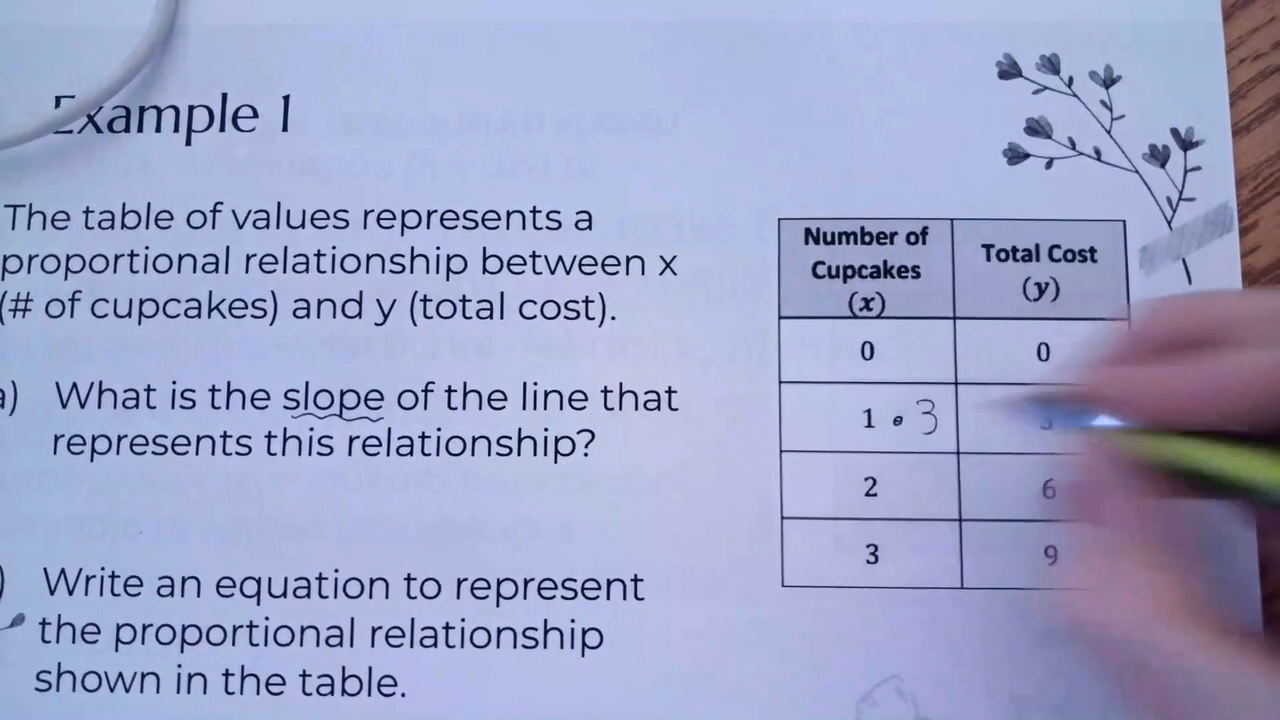 Example 1
The table of values represents a
proportional relationship between x
(# of cupcakes) and y (total cost).
a) What is the slope of the line that
represents this relationship?
) Write an equation to represent
the proportional relationship
shown in the table.
Number of Cupcakes (x) Total Cost (y)
0 0
1 • 3
2 6
3 9